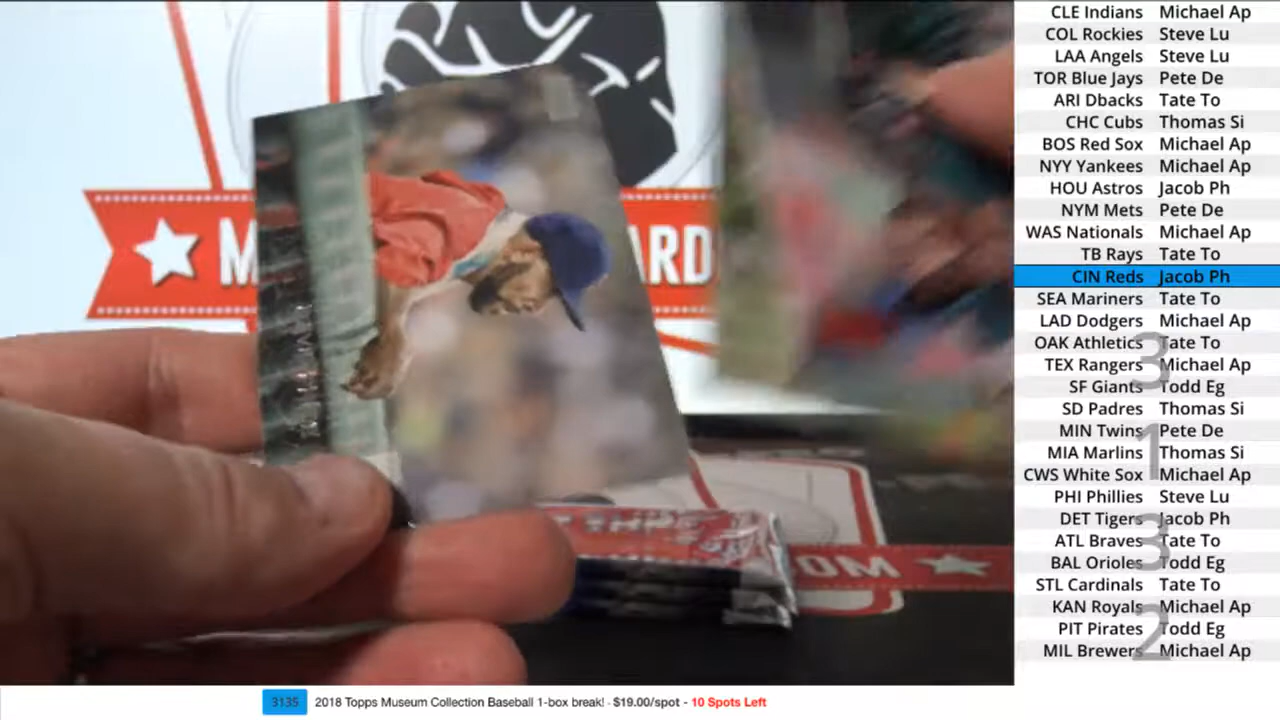 CLE Indians Michael Ap
COL Rockies Steve Lu
LAA Angels Steve Lu
TOR Blue Jays Pete De
ARI Dbacks Tate To
CHC Cubs Thomas Si
BOS Red Sox Michael Ap
NYY Yankees Michael Ap
HOU Astros Jacob Ph
NYM Mets Pete De
WAS Nationals Michael Ap
TB Rays Tate To
CIN Reds Jacob Ph
SEA Mariners Tate To
LAD Dodgers Michael Ap
OAK Athletics Tate To
TEX Rangers Michael Ap
SF Giants Todd Eg
SD Padres Thomas Si
MIN Twins Pete De
MIA Marlins Thomas Si
CWS White Sox Michael Ap
PHI Phillies Steve Lu
DET Tigers Jacob Ph
ATL Braves Tate To
BAL Orioles Todd Eg
STL Cardinals Tate To
KAN Royals Michael Ap
PIT Pirates Todd Eg
MIL Brewers Michael Ap
3
1
3
2
M ARD
OM
3135 2018 Topps Museum Collection Baseball 1-box break! - $19.00/spot - 10 Spots Left